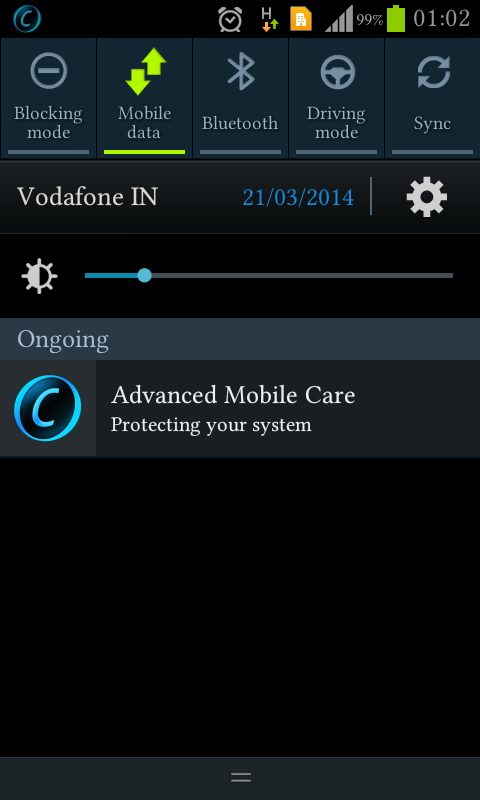 H 99% 01:02
Blocking mode
Mobile data
Bluetooth
Driving mode
Sync
Vodafone IN 21/03/2014
Ongoing
C Advanced Mobile Care
Protecting your system